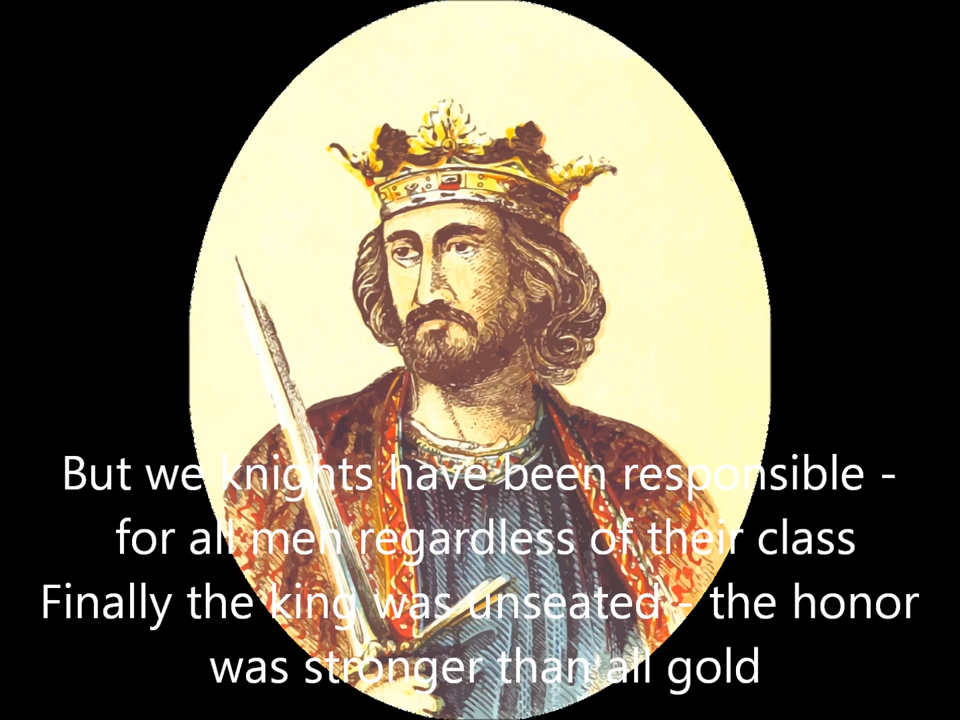 But we knights have been responsible -
for all men regardless of their class
Finally the king was unseated - the honor
was stronger than all gold